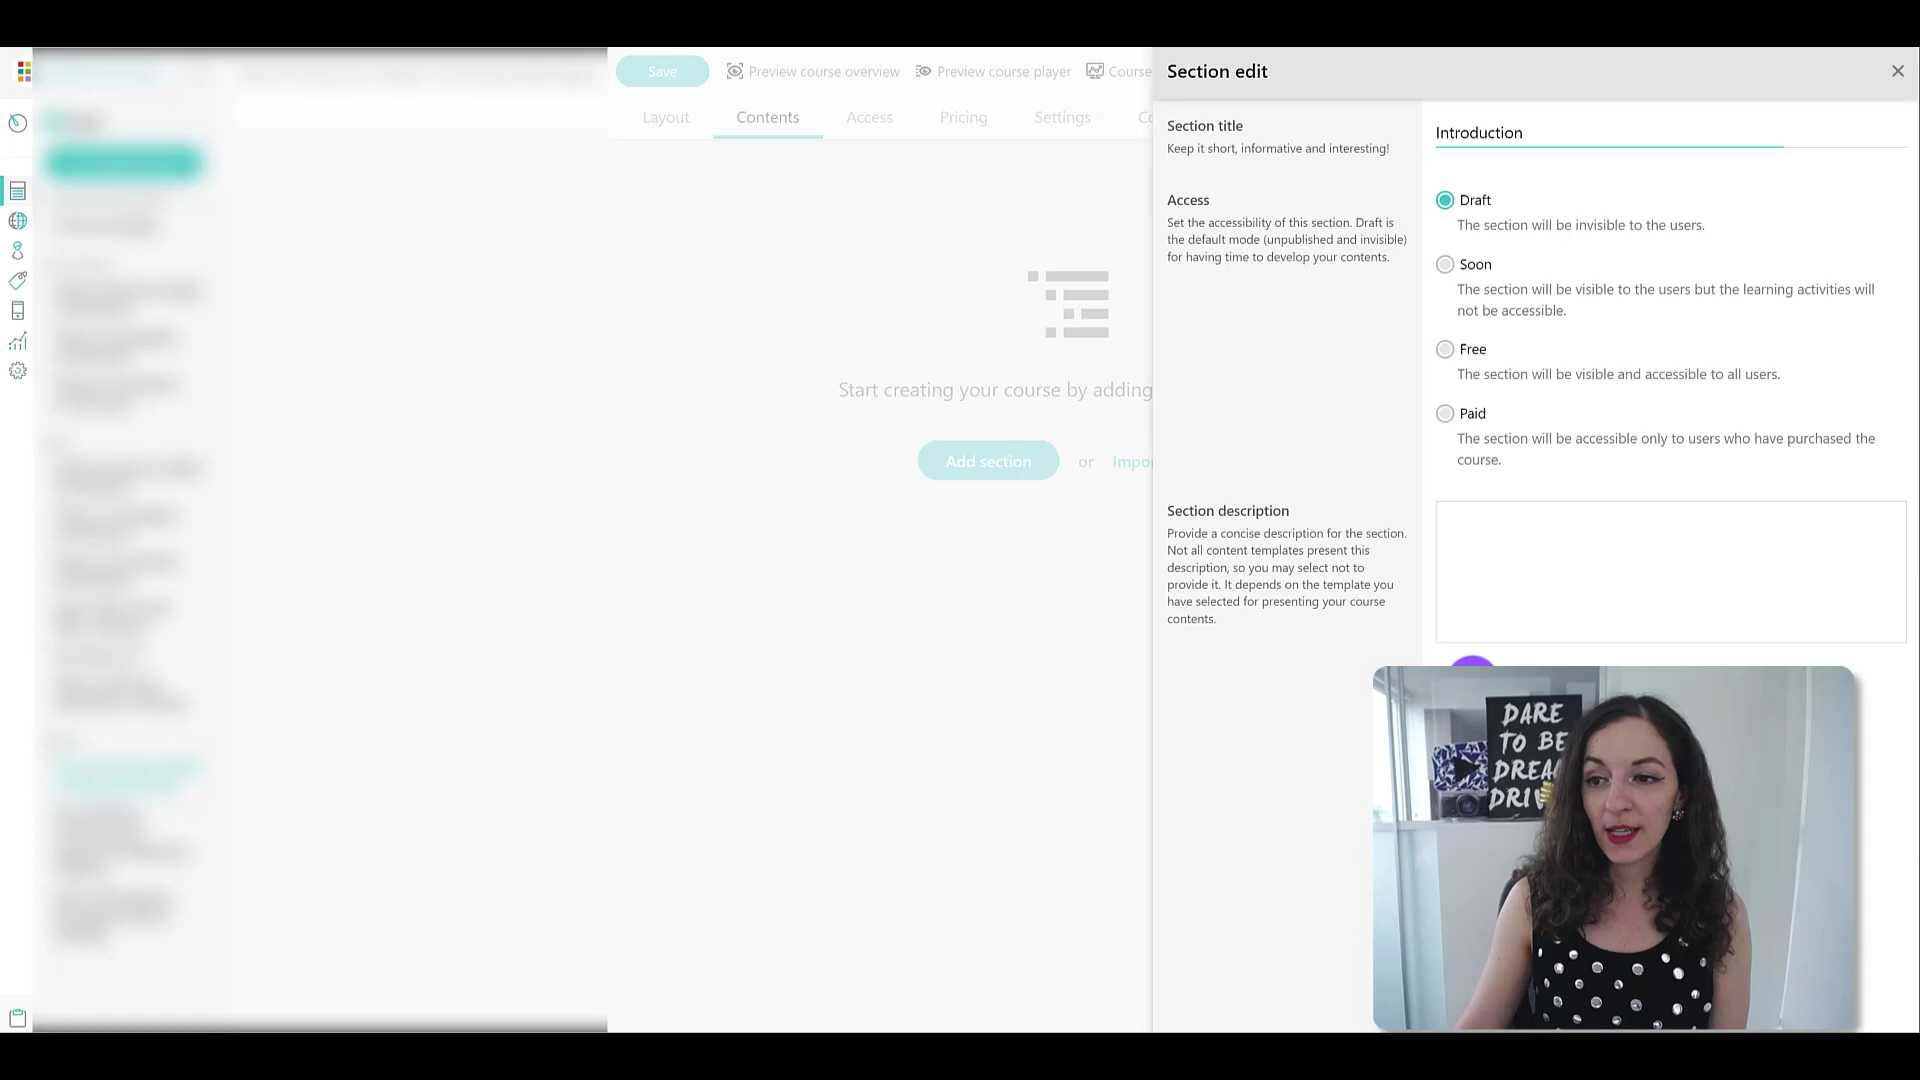 Save
Preview course overview
Preview course player
Course
Layout
Contents
Access
Pricing
Settings
Start creating your course by adding
Add section
or
Section edit
Section title
Keep it short, informative and interesting!
Introduction
Access
Set the accessibility of this section. Draft is
the default mode (unpublished and invisible)
for having time to develop your contents.
Draft
The section will be invisible to the users.
Soon
The section will be visible to the users but the learning activities will
not be accessible.
Free
The section will be visible and accessible to all users.
Paid
The section will be accessible only to users who have purchased the
course.
Section description
Provide a concise description for the section.
Not all content templates present this
description, so you may select not to
provide it. It depends on the template you
have selected for presenting your course
contents.
DARE
TO BE